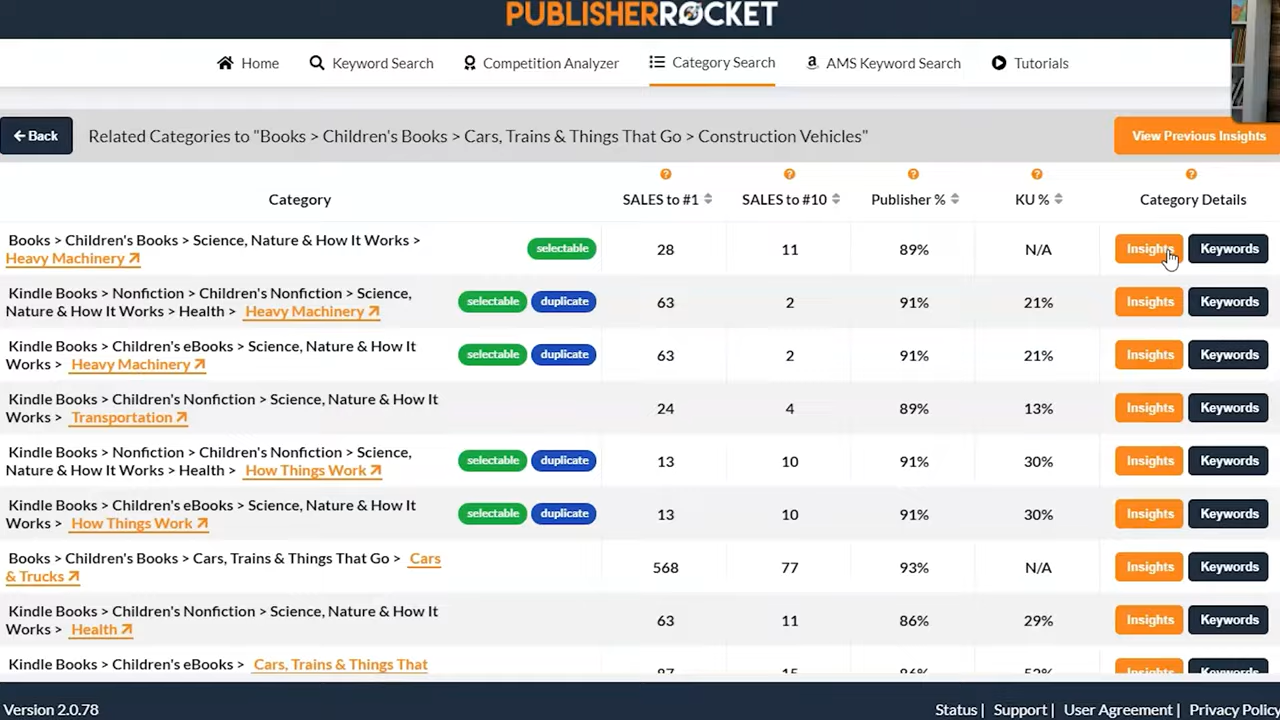 PUBLISHERROCKET
Home
Keyword Search
Competition Analyzer
Category Search
AMS Keyword Search
Tutorials
Back
Related Categories to "Books > Children's Books > Cars, Trains & Things That Go > Construction Vehicles"
View Previous Insights
? ? ? ? ?
Category SALES to #1 SALES to #10 Publisher % KU % Category Details
Books > Children's Books > Science, Nature & How It Works >
Heavy Machinery selectable 28 11 89% N/A Insights Keywords
Kindle Books > Nonfiction > Children's Nonfiction > Science,
Nature & How It Works > Health > Heavy Machinery selectable duplicate 63 2 91% 21% Insights Keywords
Kindle Books > Children's eBooks > Science, Nature & How It
Works > Heavy Machinery selectable duplicate 63 2 91% 21% Insights Keywords
Kindle Books > Children's Nonfiction > Science, Nature & How It
Works > Transportation 24 4 89% 13% Insights Keywords
Kindle Books > Nonfiction > Children's Nonfiction > Science,
Nature & How It Works > Health > How Things Work selectable duplicate 13 10 91% 30% Insights Keywords
Kindle Books > Children's eBooks > Science, Nature & How It
Works > How Things Work selectable duplicate 13 10 91% 30% Insights Keywords
Books > Children's Books > Cars, Trains & Things That Go > Cars
& Trucks 568 77 93% N/A Insights Keywords
Kindle Books > Children's Nonfiction > Science, Nature & How It
Works > Health 63 11 86% 29% Insights Keywords
Kindle Books > Children's eBooks > Cars, Trains & Things That Insights Keywords
Version 2.0.78
Status | Support | User Agreement | Privacy Policy